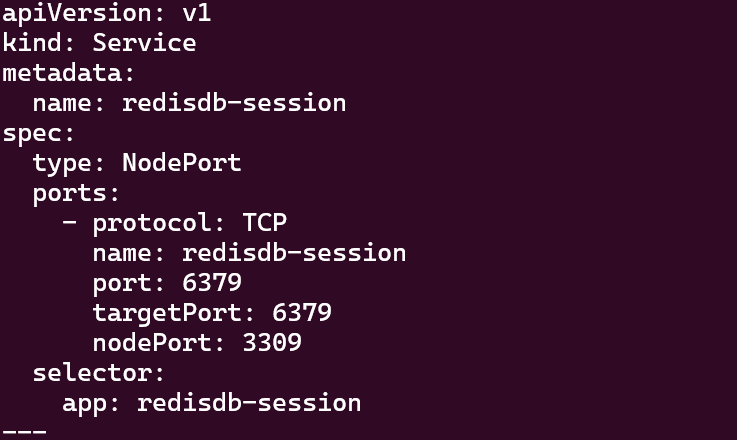 apiVersion: v1
kind: Service
metadata:
  name: redisdb-session
spec:
  type: NodePort
  ports:
    - protocol: TCP
      name: redisdb-session
      port: 6379
      targetPort: 6379
      nodePort: 3309
  selector:
    app: redisdb-session
---